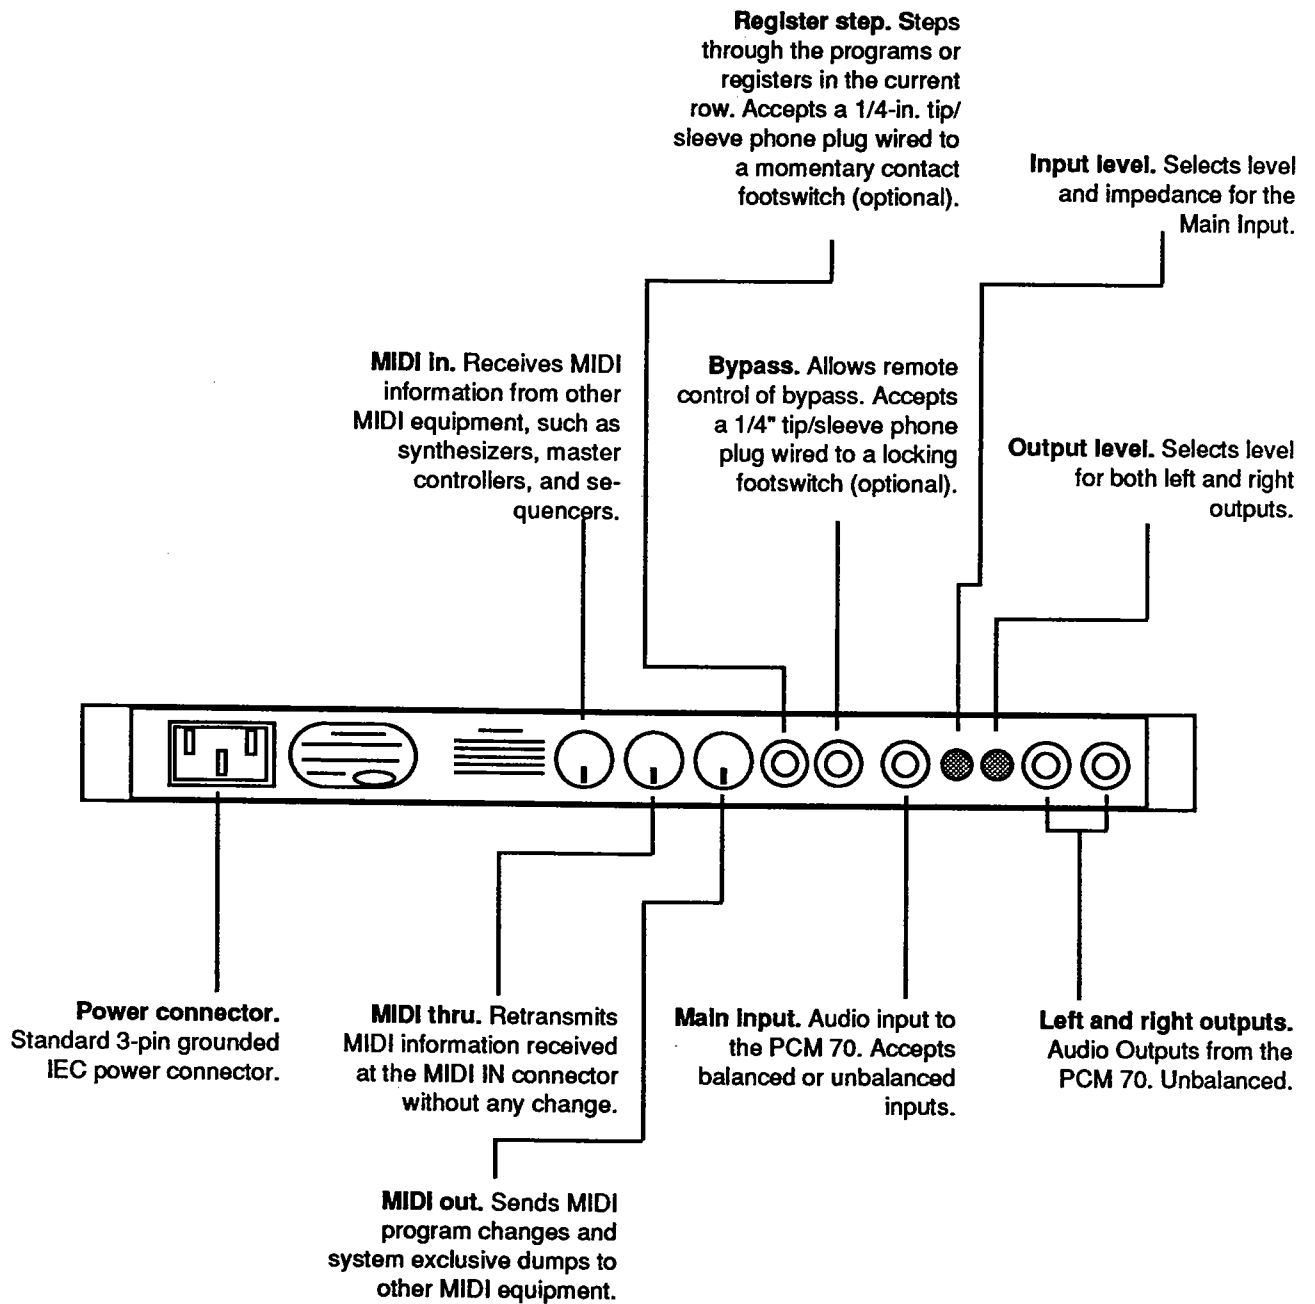 Register step. Steps
through the programs or
registers in the current
row. Accepts a 1/4-in. tip/
sleeve phone plug wired to
a momentary contact
footswitch (optional).
Input level. Selects level
and impedance for the
Main Input.
MIDI in. Receives MIDI
information from other
MIDI equipment, such as
synthesizers, master
controllers, and se-
quencers.
Bypass. Allows remote
control of bypass. Accepts
a 1/4" tip/sleeve phone
plug wired to a locking
footswitch (optional).
Output level. Selects level
for both left and right
outputs.
Power connector.
Standard 3-pin grounded
IEC power connector.
MIDI thru. Retransmits
MIDI information received
at the MIDI IN connector
without any change.
Main input. Audio input to
the PCM 70. Accepts
balanced or unbalanced
inputs.
Left and right outputs.
Audio Outputs from the
PCM 70. Unbalanced.
MIDI out. Sends MIDI
program changes and
system exclusive dumps to
other MIDI equipment.